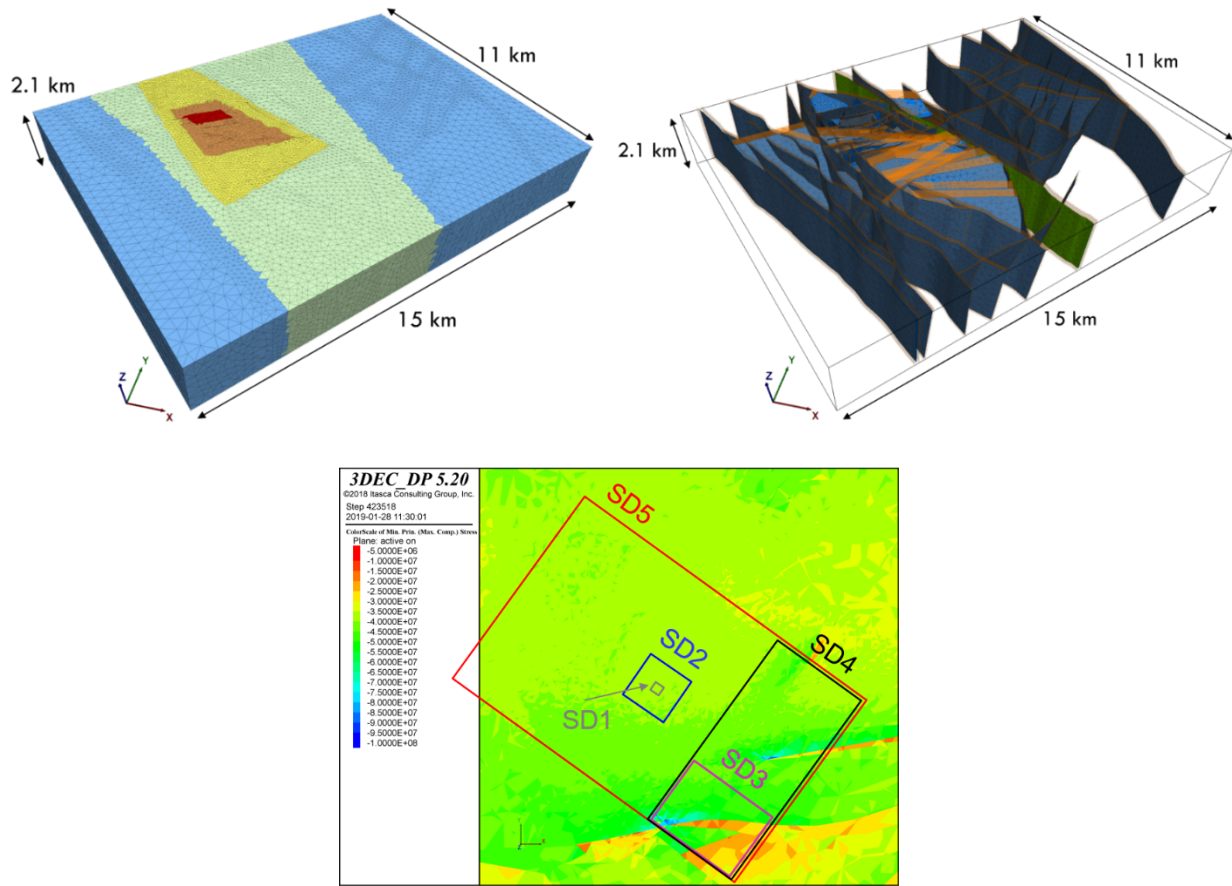 2.1 km
11 km
15 km
Z
Y
X
2.1 km
11 km
15 km
Z
Y
X
3DEC_DP 5.20
©2018 Itasca Consulting Group, Inc.
Step 423518
2019-01-28 11:30:01
ColorScale of Min. Prin. (Max. Comp.) Stress
Plane: active on
-5.0000E+06
-1.0000E+07
-1.5000E+07
-2.0000E+07
-2.5000E+07
-3.0000E+07
-3.5000E+07
-4.5000E+07
-5.0000E+07
-5.5000E+07
-6.0000E+07
-6.5000E+07
-7.0000E+07
-7.5000E+07
-8.0000E+07
-8.5000E+07
-9.0000E+07
-9.5000E+07
-1.0000E+08
SD5
SD2
SD4
SD1
SD3